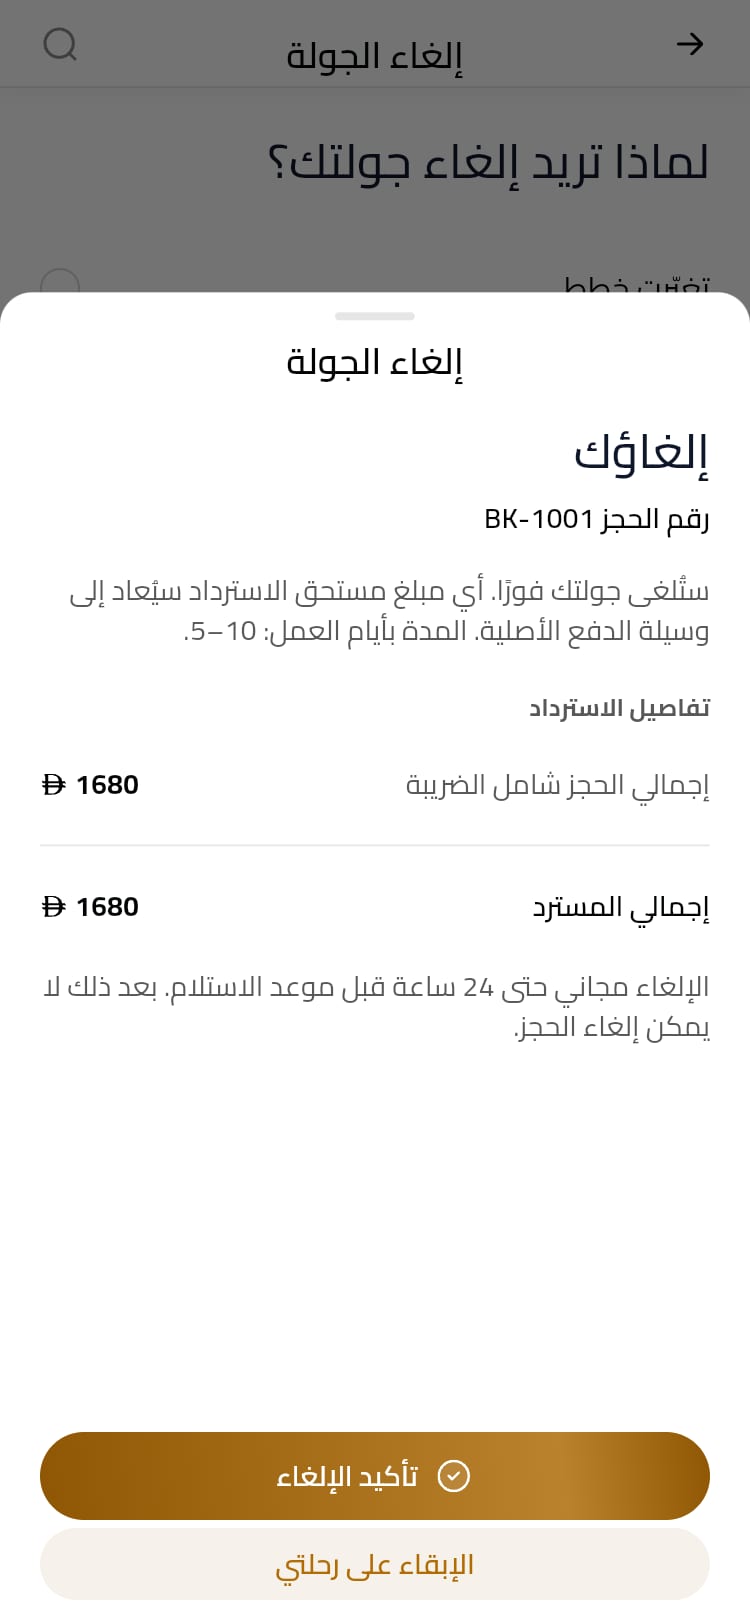 إلغاء الجولة
لماذا تريد إلغاء جولتك؟
تغيّرت خطط
إلغاء الجولة
إلغاؤك
رقم الحجز BK-1001
ستُلغى جولتك فورًا. أي مبلغ مستحق الاسترداد سيُعاد إلى
وسيلة الدفع الأصلية. المدة بأيام العمل: 10–5.
تفاصيل الاسترداد
إجمالي الحجز شامل الضريبة
1680
إجمالي المسترد
1680
الإلغاء مجاني حتى 24 ساعة قبل موعد الاستلام. بعد ذلك لا
يمكن إلغاء الحجز.
تأكيد الإلغاء
الإبقاء على رحلتي